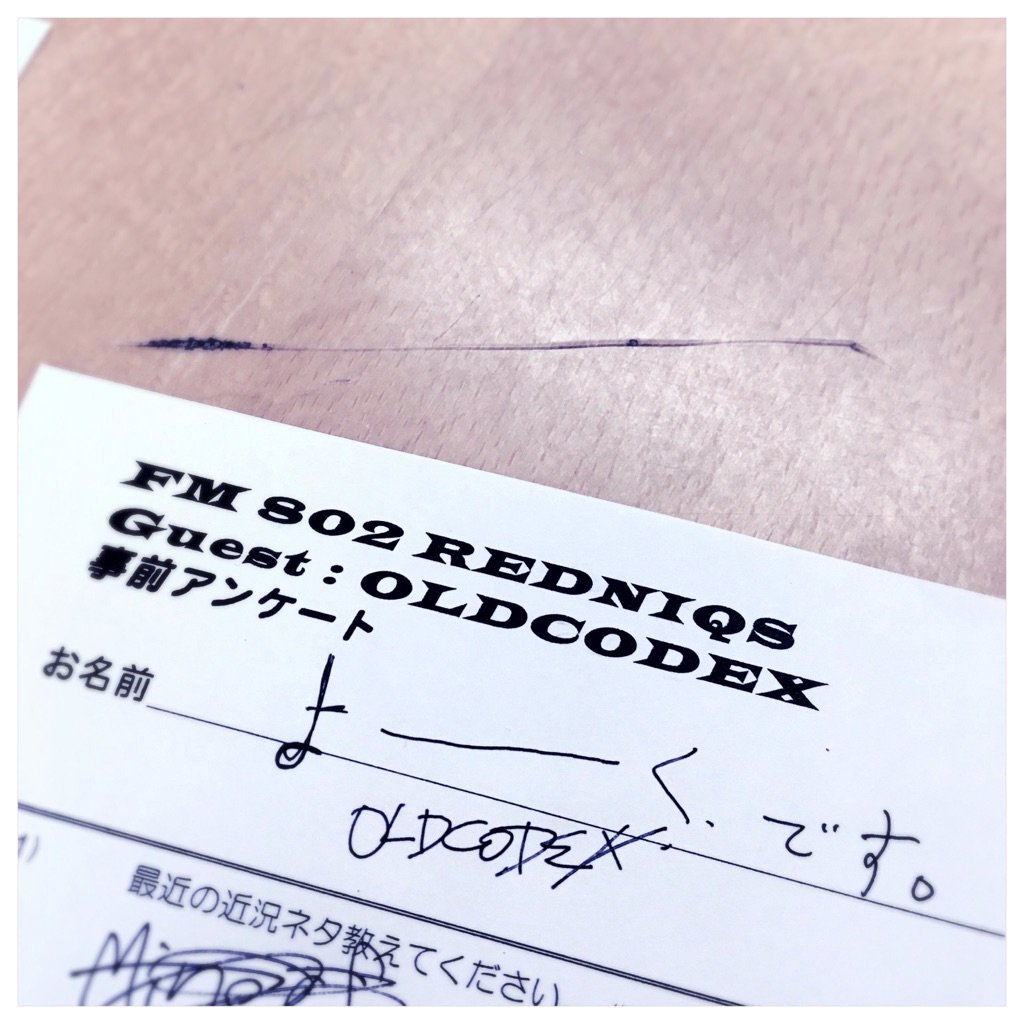 FM 802 REDNIQS
Guest : OLDCODEX
事前アンケート
お名前 よーく.です。
OLDCODEX.
1)
最近の近況ネタ教えてください